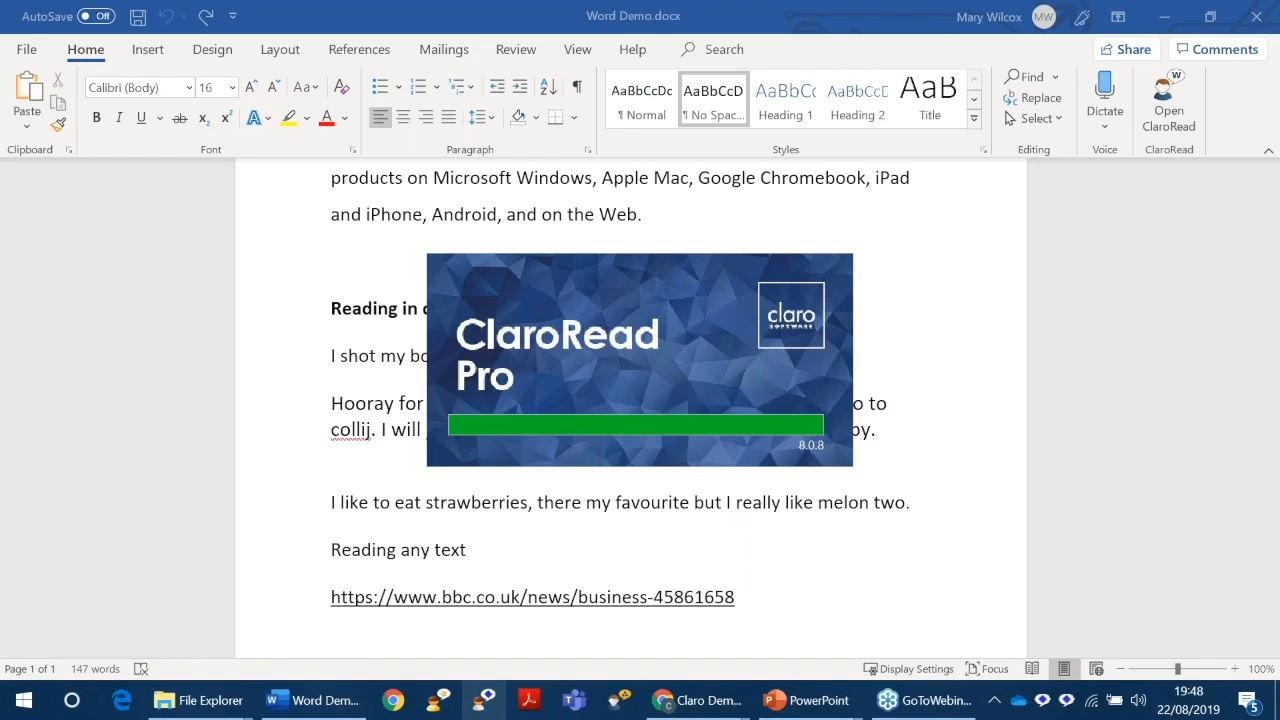 AutoSave Off Word Demo.docx Mary Wilcox MW
File Home Insert Design Layout References Mailings Review View Help Search Share Comments
Paste Calibri (Body) 16 AaBbCcDc AaBbCcD AaBbCc AaBbCcD AaB Find Replace Select Dictate Open ClaroRead
¶ Normal ¶ No Spac... Heading 1 Heading 2 Title
Clipboard Font Paragraph Styles Editing Voice ClaroRead
products on Microsoft Windows, Apple Mac, Google Chromebook, iPad
and iPhone, Android, and on the Web.
Reading in
I shot my
Hooray for o to
collij. I will by.
ClaroRead
Pro
claro
SOFTWARE
8.0.8
I like to eat strawberries, there my favourite but I really like melon two.
Reading any text
https://www.bbc.co.uk/news/business-45861658
Page 1 of 1 147 words Display Settings Focus 100%
File Explorer Word Dem... Claro Dem... PowerPoint GoToWebin... 19:48
22/08/2019 5